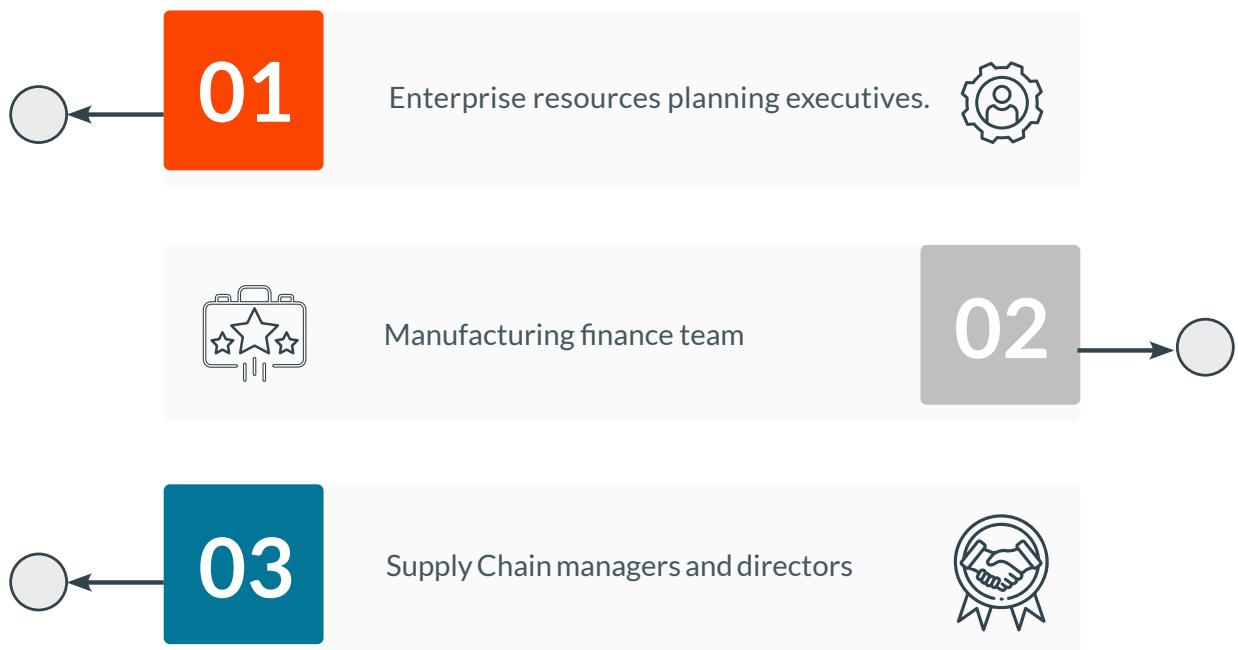 01
Enterprise resources planning executives.
Manufacturing finance team
02
03
Supply Chain managers and directors